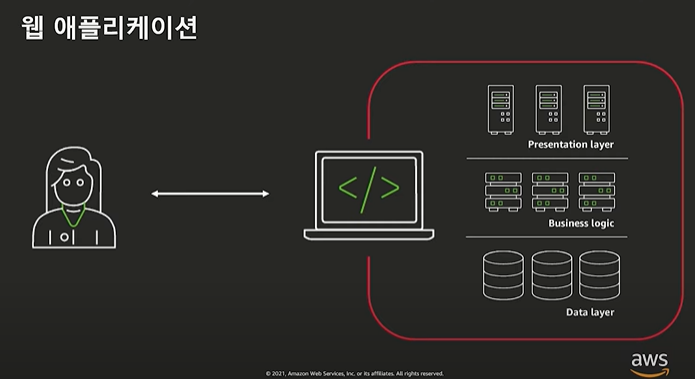 웹 애플리케이션
</>
Presentation layer
Business logic
Data layer
aws
© 2021, Amazon Web Services, Inc. or its affiliates. All rights reserved.